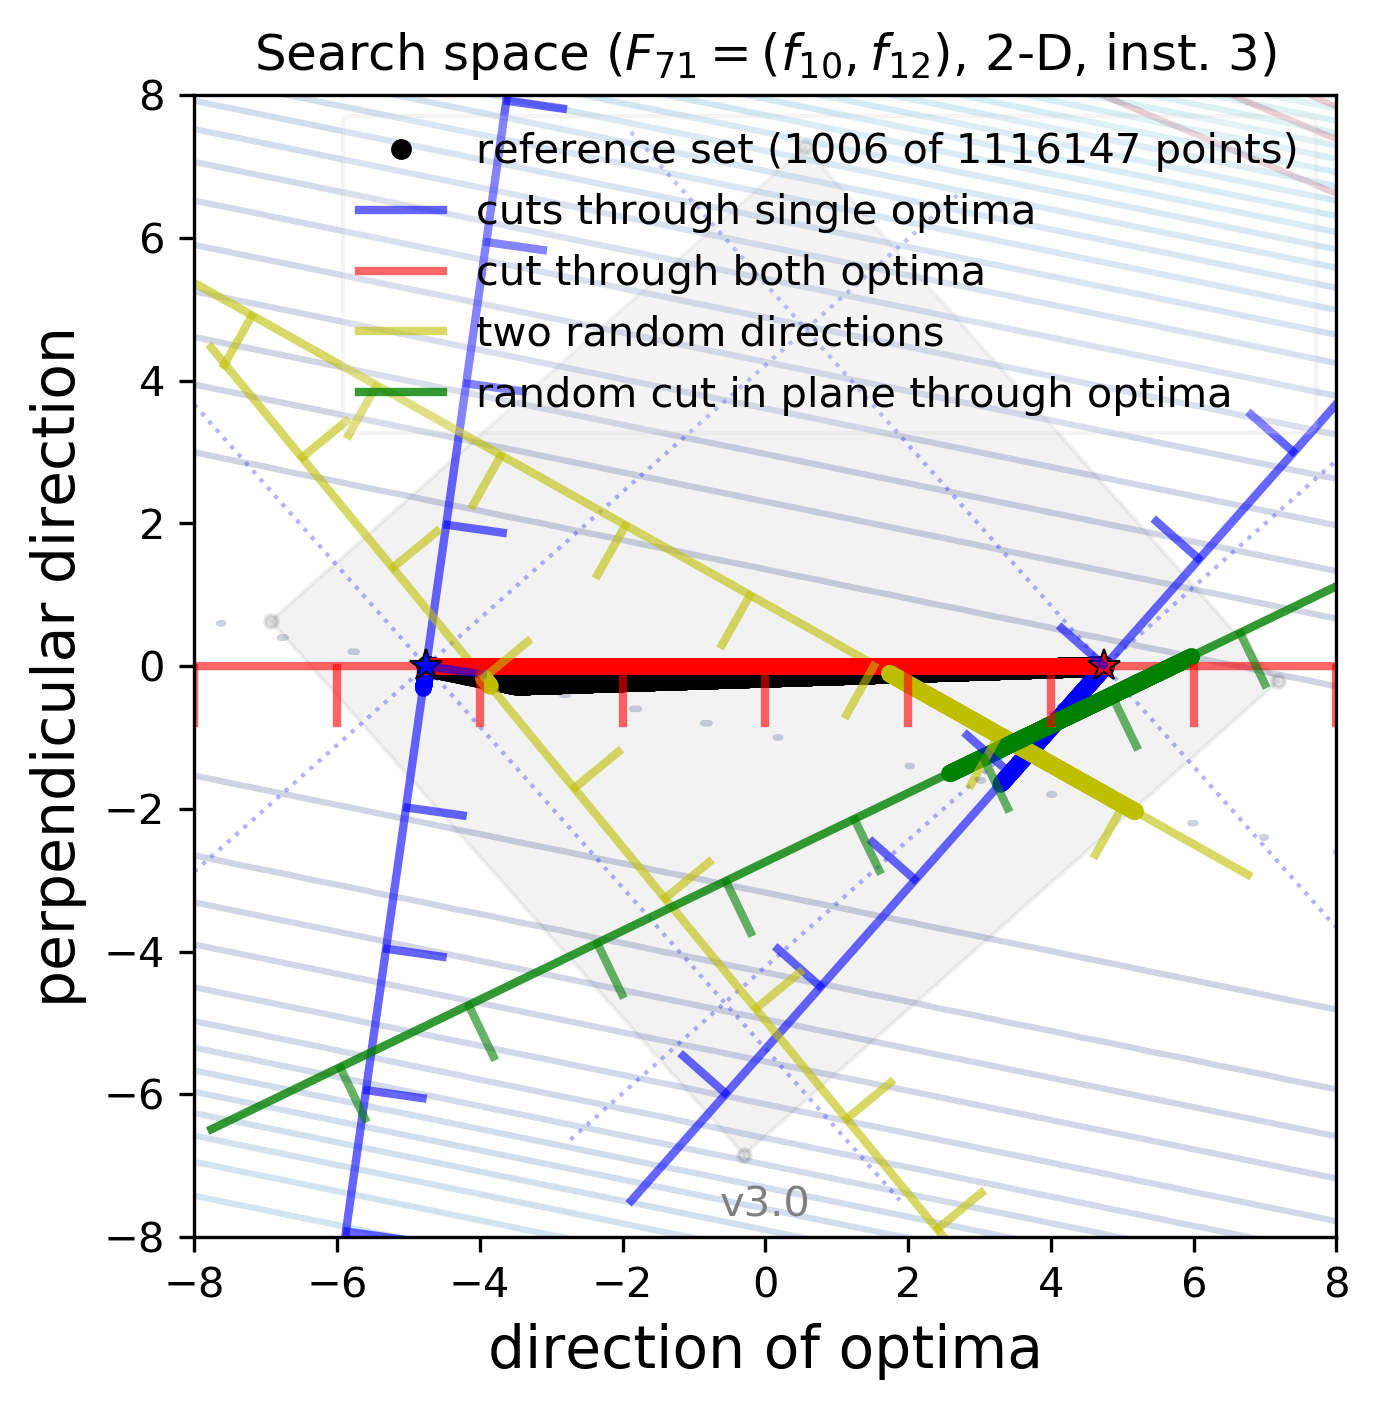 Search space (F71 = (f10, f12), 2-D, inst. 3)
reference set (1006 of 1116147 points)
cuts through single optima
cut through both optima
two random directions
random cut in plane through optima
perpendicular direction
8
6
4
2
0
−2
−4
−6
−8
v3.0
−8 −6 −4 −2 0 2 4 6 8
direction of optima